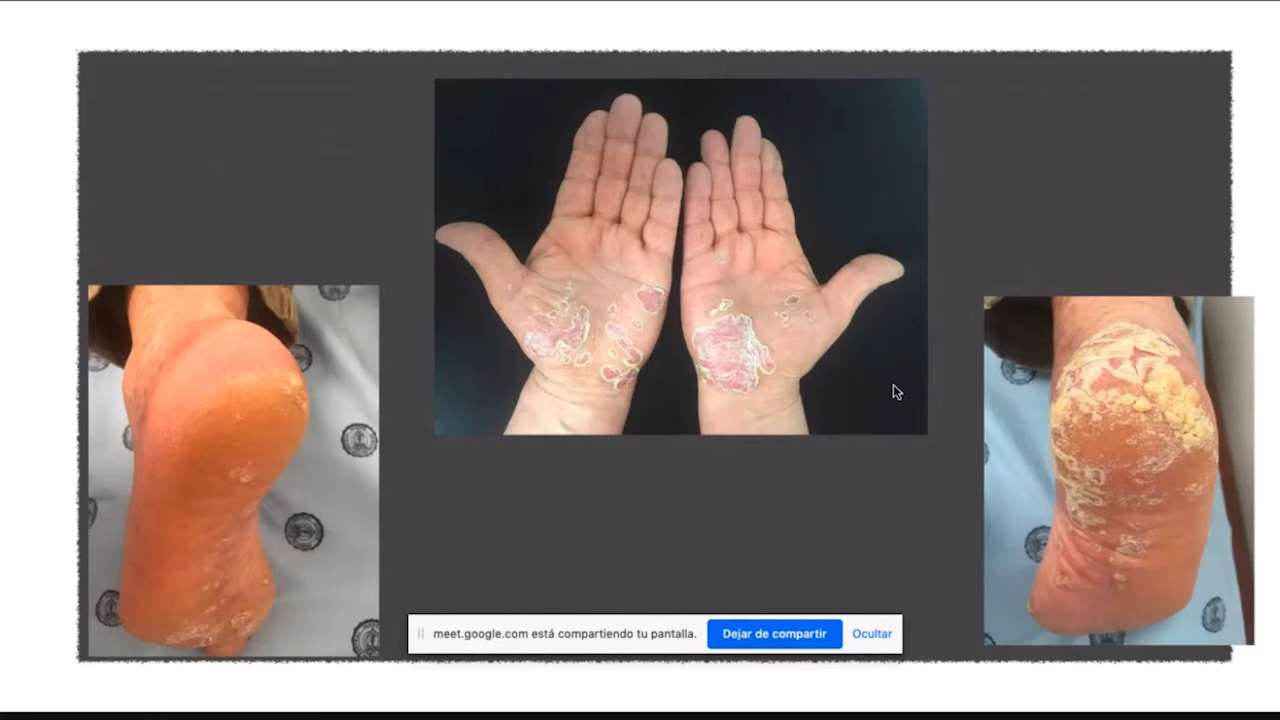 meet.google.com está compartiendo tu pantalla.
Dejar de compartir
Ocultar